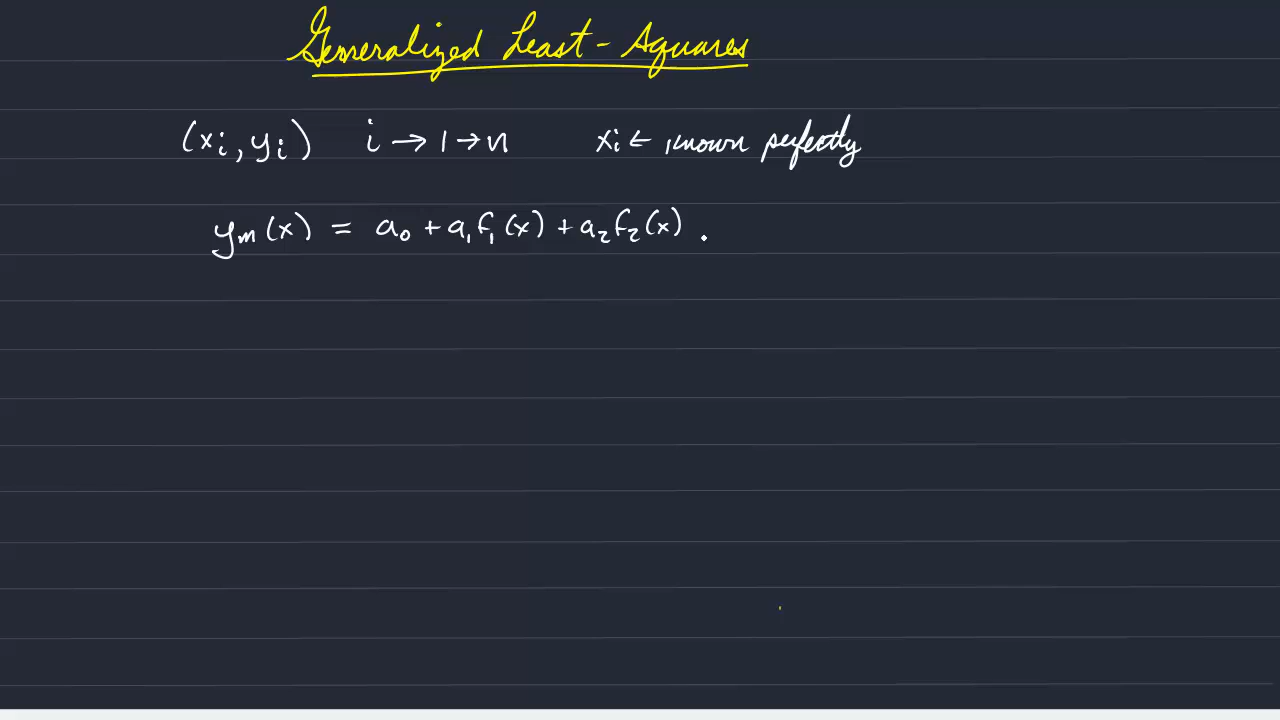 Generalized Least-Squares
(xᵢ, yᵢ) i → 1 → n xᵢ ← known perfectly
yₘ(x) = a₀ + a₁f₁(x) + a₂f₂(x) .